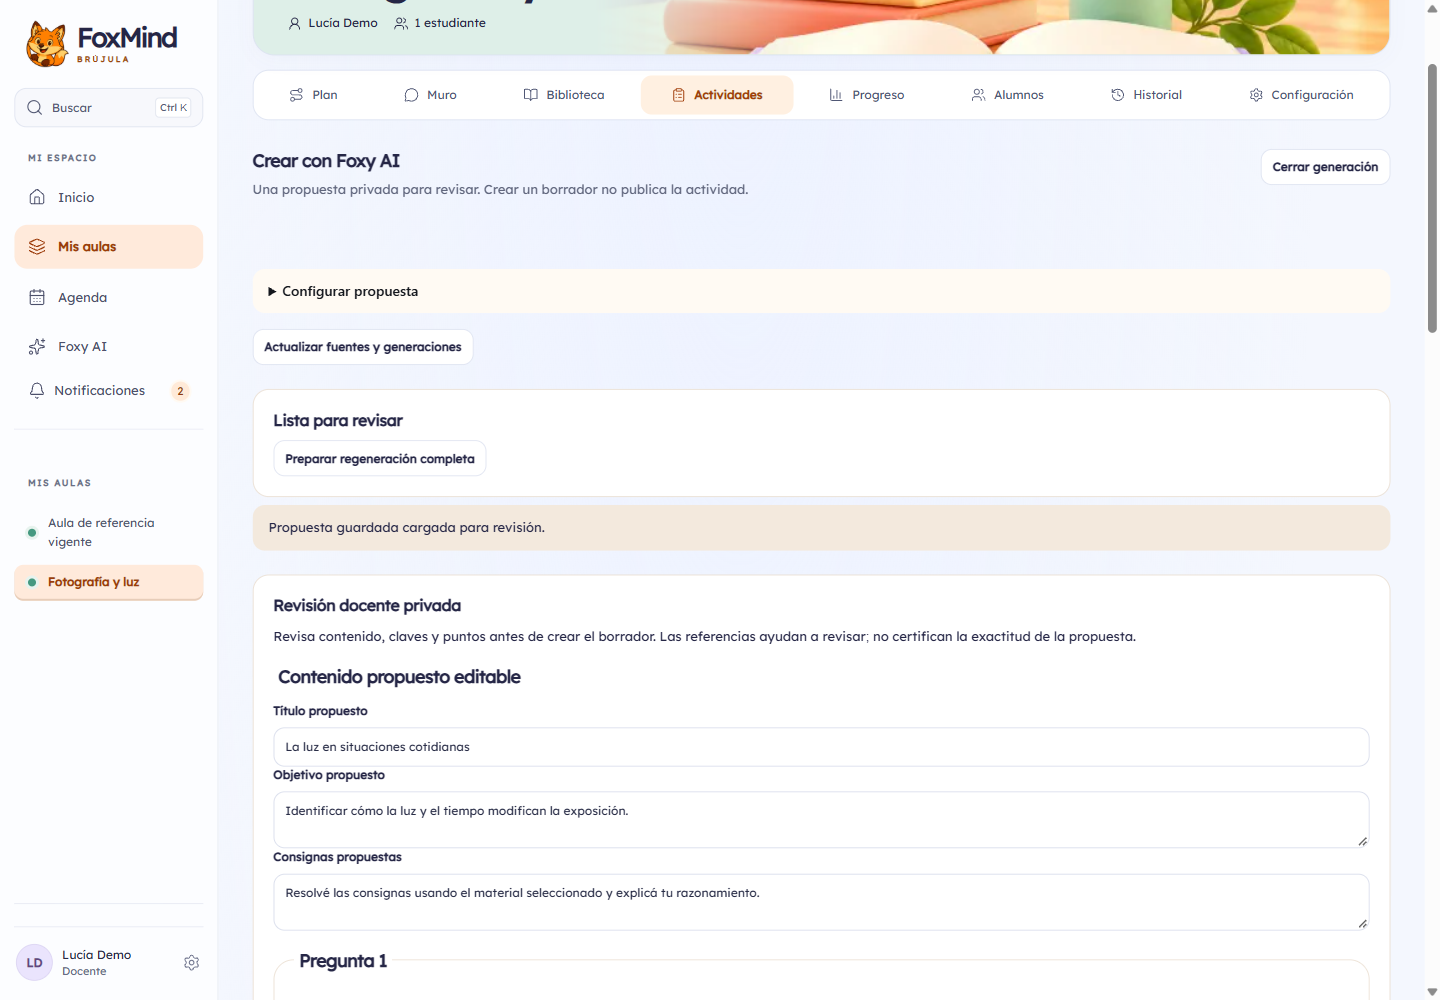 FoxMind
BRÚJULA
Buscar
Ctrl K
MI ESPACIO
Inicio
Mis aulas
Agenda
Foxy AI
Notificaciones
2
MIS AULAS
Aula de referencia
vigente
Fotografía y luz
LD
Lucía Demo
Docente
Lucía Demo
1 estudiante
Plan
Muro
Biblioteca
Actividades
Progreso
Alumnos
Historial
Configuración
Crear con Foxy AI
Una propuesta privada para revisar. Crear un borrador no publica la actividad.
Cerrar generación
Configurar propuesta
Actualizar fuentes y generaciones
Lista para revisar
Preparar regeneración completa
Propuesta guardada cargada para revisión.
Revisión docente privada
Revisa contenido, claves y puntos antes de crear el borrador. Las referencias ayudan a revisar; no certifican la exactitud de la propuesta.
Contenido propuesto editable
Título propuesto
La luz en situaciones cotidianas
Objetivo propuesto
Identificar cómo la luz y el tiempo modifican la exposición.
Consignas propuestas
Resolvé las consignas usando el material seleccionado y explicá tu razonamiento.
Pregunta 1